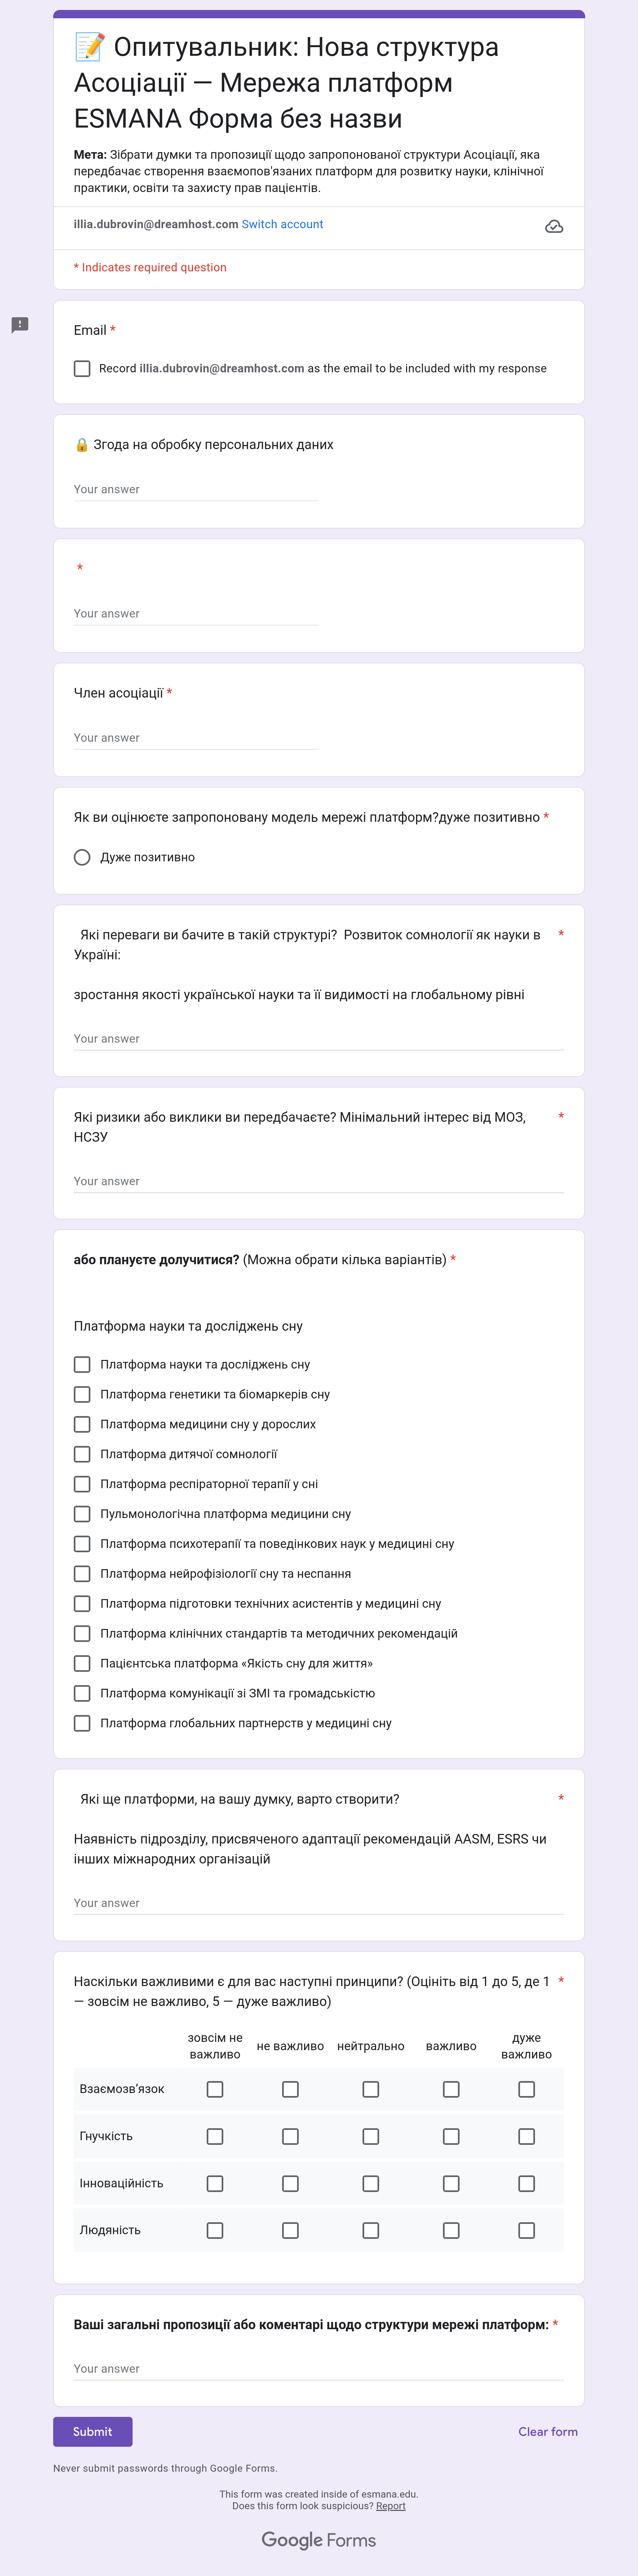 📝 Опитувальник: Нова структура
Асоціації — Мережа платформ
ESMANA Форма без назви
Мета: Зібрати думки та пропозиції щодо запропонованої структури Асоціації, яка
передбачає створення взаємопов'язаних платформ для розвитку науки, клінічної
практики, освіти та захисту прав пацієнтів.
illia.dubrovin@dreamhost.com Switch account
* Indicates required question
Email *
Record illia.dubrovin@dreamhost.com as the email to be included with my response
🔒 Згода на обробку персональних даних
Your answer
*
Your answer
Член асоціації *
Your answer
Як ви оцінюєте запропоновану модель мережі платформ?дуже позитивно *
Дуже позитивно
Які переваги ви бачите в такій структурі?  Розвиток сомнології як науки в *
Україні:
зростання якості української науки та її видимості на глобальному рівні
Your answer
Які ризики або виклики ви передбачаєте? Мінімальний інтерес від МОЗ, *
НСЗУ
Your answer
або плануєте долучитися? (Можна обрати кілька варіантів) *
Платформа науки та досліджень сну
Платформа науки та досліджень сну
Платформа генетики та біомаркерів сну
Платформа медицини сну у дорослих
Платформа дитячої сомнології
Платформа респіраторної терапії у сні
Пульмонологічна платформа медицини сну
Платформа психотерапії та поведінкових наук у медицині сну
Платформа нейрофізіології сну та неспання
Платформа підготовки технічних асистентів у медицині сну
Платформа клінічних стандартів та методичних рекомендацій
Пацієнтська платформа «Якість сну для життя»
Платформа комунікації зі ЗМІ та громадськістю
Платформа глобальних партнерств у медицині сну
Які ще платформи, на вашу думку, варто створити? *
Наявність підрозділу, присвяченого адаптації рекомендацій AASM, ESRS чи
інших міжнародних організацій
Your answer
Наскільки важливими є для вас наступні принципи? (Оцініть від 1 до 5, де 1 *
— зовсім не важливо, 5 — дуже важливо)
зовсім не важливо
не важливо
нейтрально
важливо
дуже важливо
Взаємозв’язок
Гнучкість
Інноваційність
Людяність
Ваші загальні пропозиції або коментарі щодо структури мережі платформ: *
Your answer
Submit
Clear form
Never submit passwords through Google Forms.
This form was created inside of esmana.edu.
Does this form look suspicious? Report
Google Forms